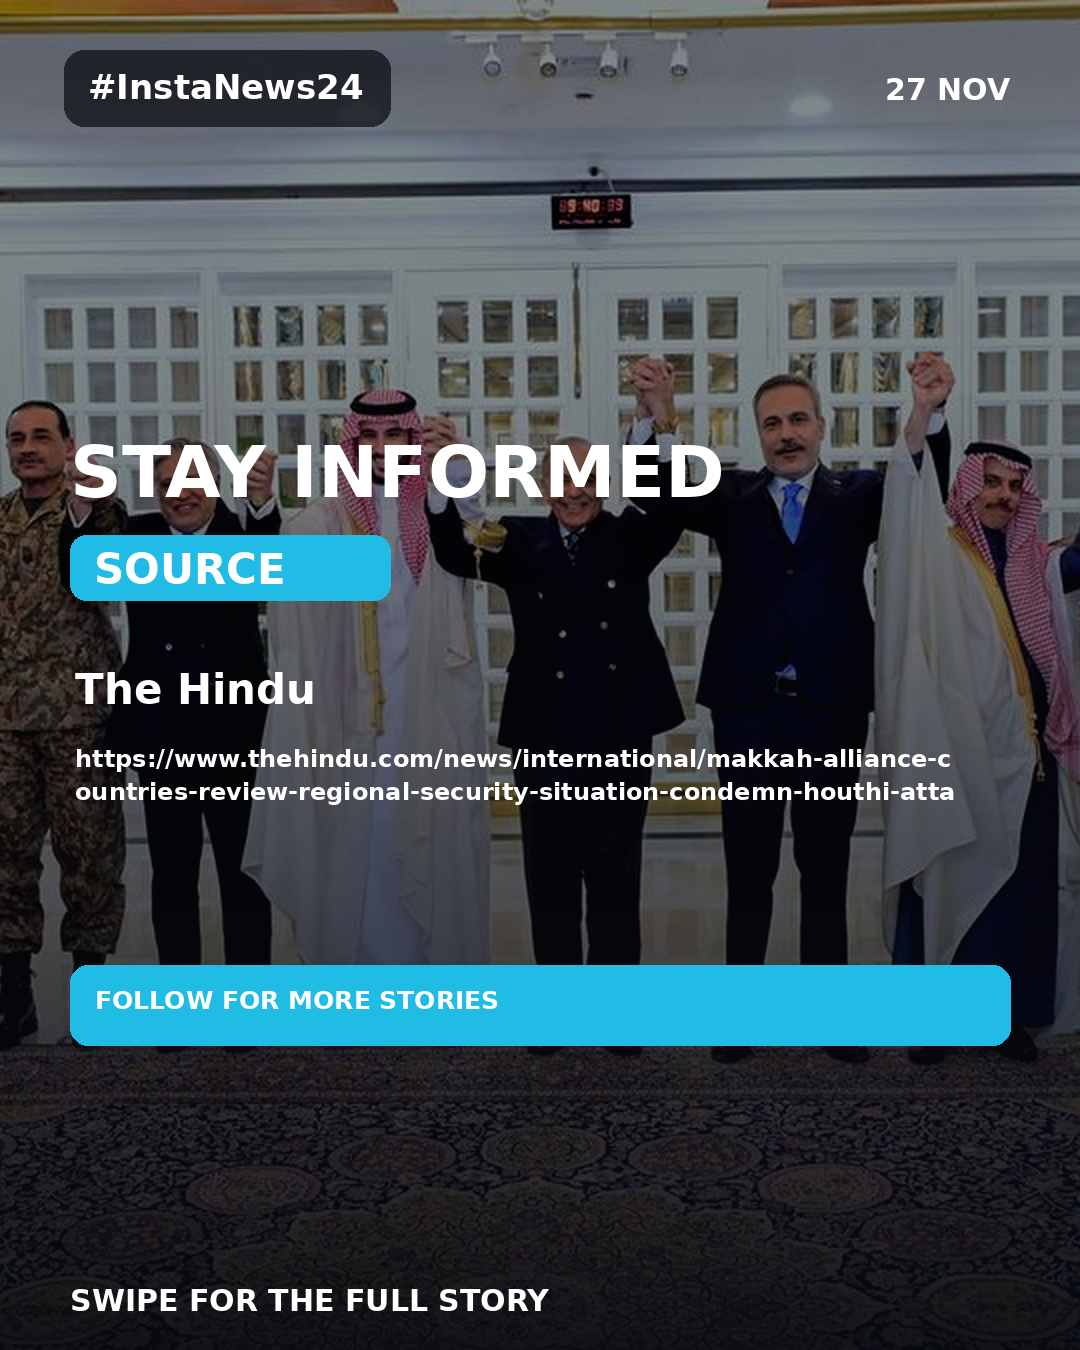 #InstaNews24
27 NOV
STAY INFORMED
SOURCE
The Hindu
https://www.thehindu.com/news/international/makkah-alliance-c
ountries-review-regional-security-situation-condemn-houthi-atta
FOLLOW FOR MORE STORIES
SWIPE FOR THE FULL STORY